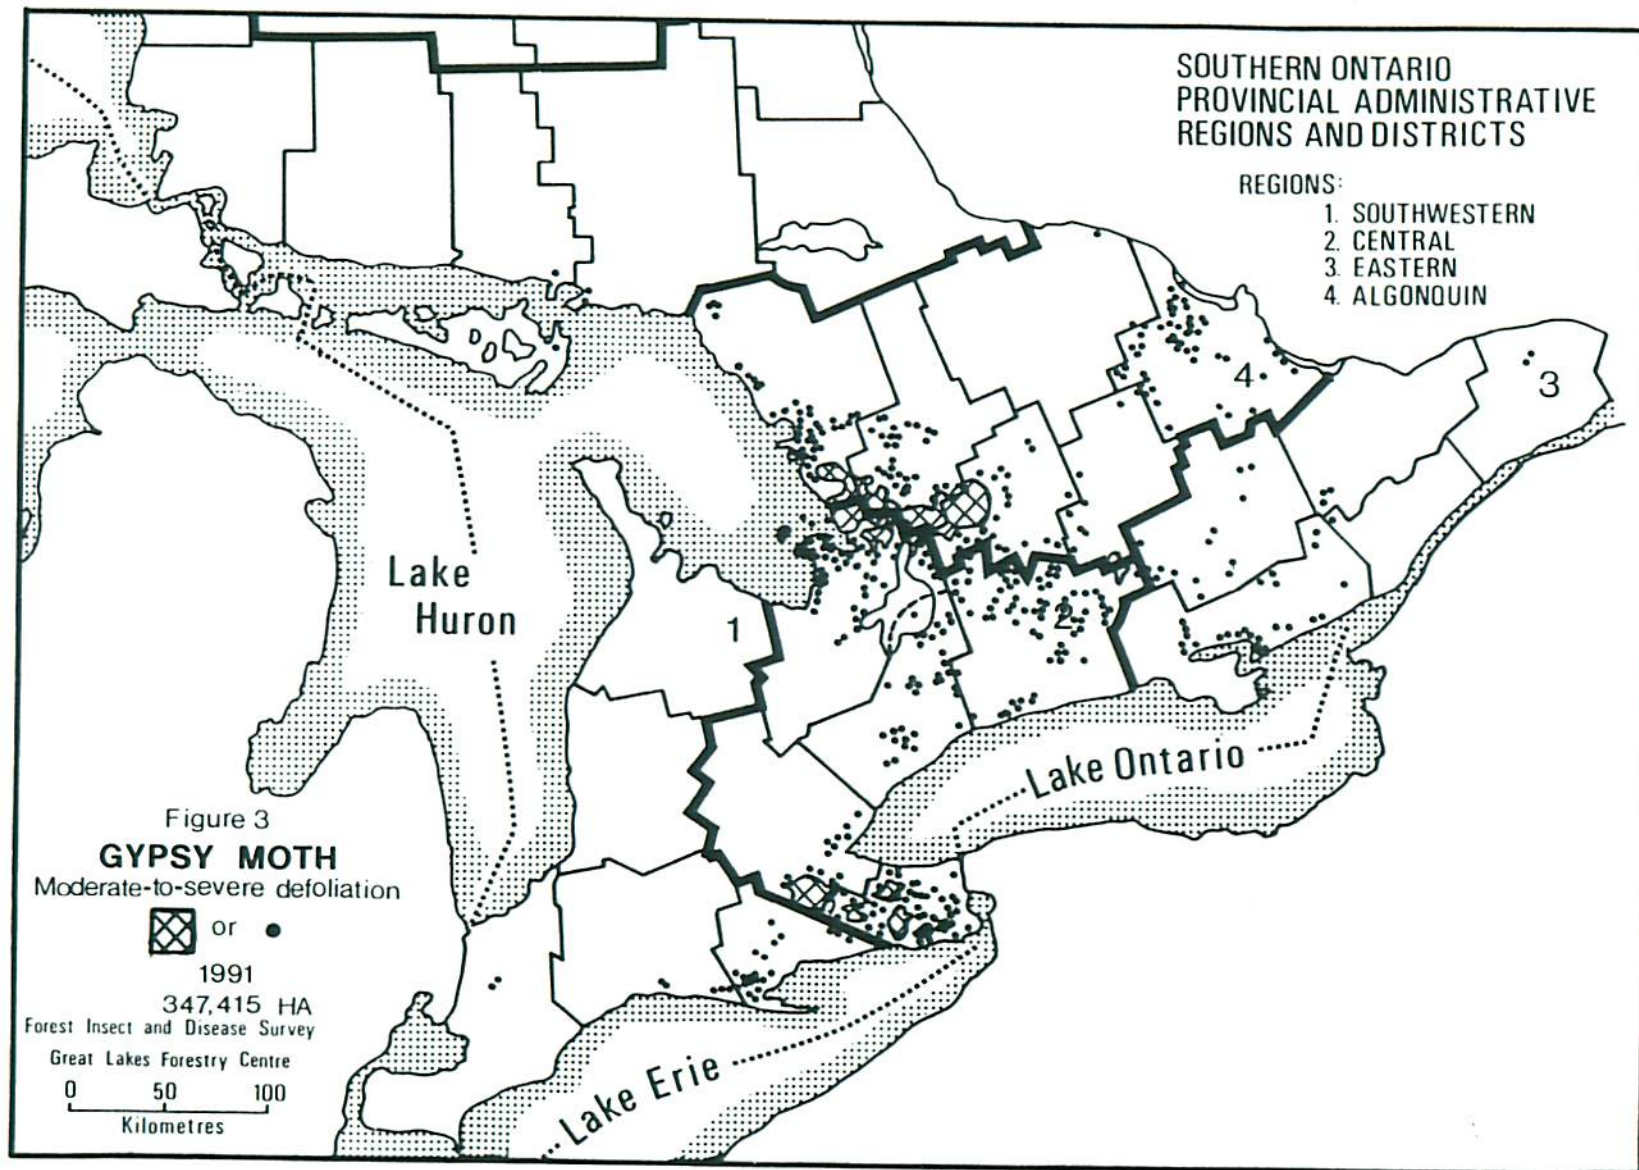 SOUTHERN ONTARIO
PROVINCIAL ADMINISTRATIVE
REGIONS AND DISTRICTS
REGIONS:
1. SOUTHWESTERN
2. CENTRAL
3. EASTERN
4. ALGONQUIN
4
3
2
1
Lake
Huron
Lake Ontario
Lake Erie
Figure 3
GYPSY MOTH
Moderate-to-severe defoliation
or
1991
347,415 HA
Forest Insect and Disease Survey
Great Lakes Forestry Centre
0 50 100
Kilometres